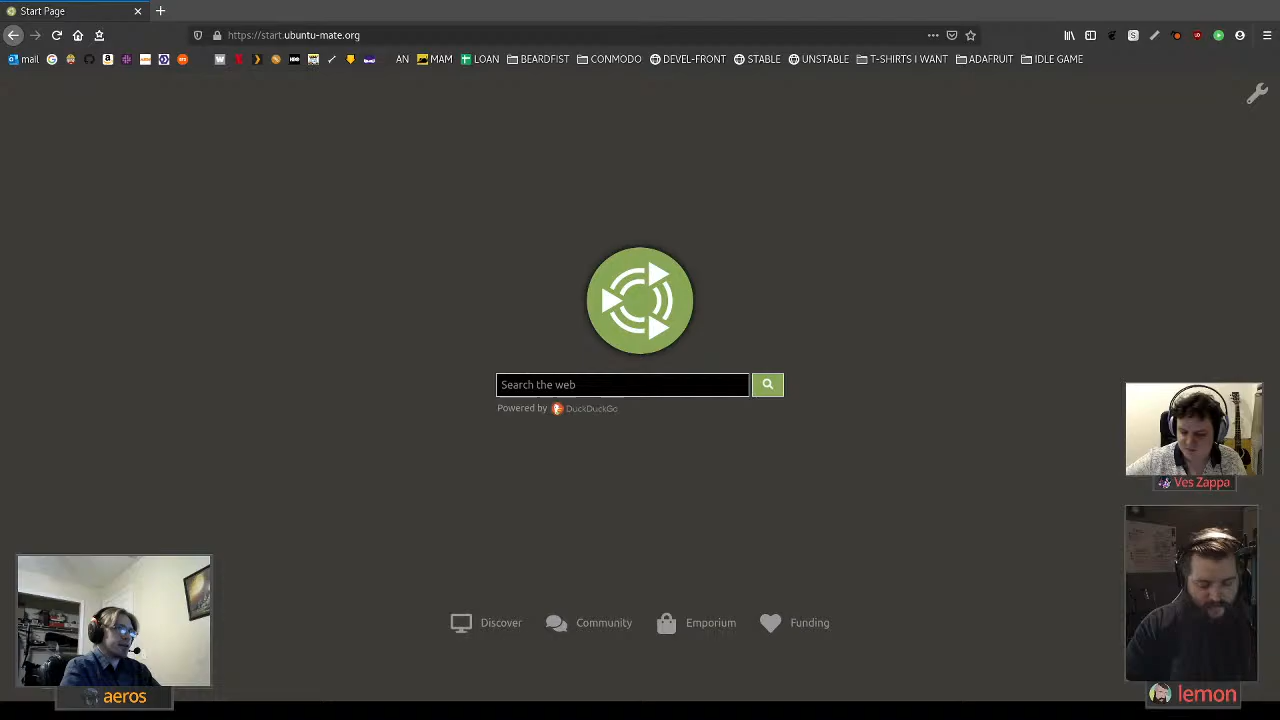 Start Page
https://start.ubuntu-mate.org
mail
AN
MAM
LOAN
BEARDFIST
CONMODO
DEVEL-FRONT
STABLE
UNSTABLE
T-SHIRTS I WANT
ADAFRUIT
IDLE GAME
Search the web
Powered by DuckDuckGo
Ves Zappa
Discover
Community
Emporium
Funding
aeros
lemon